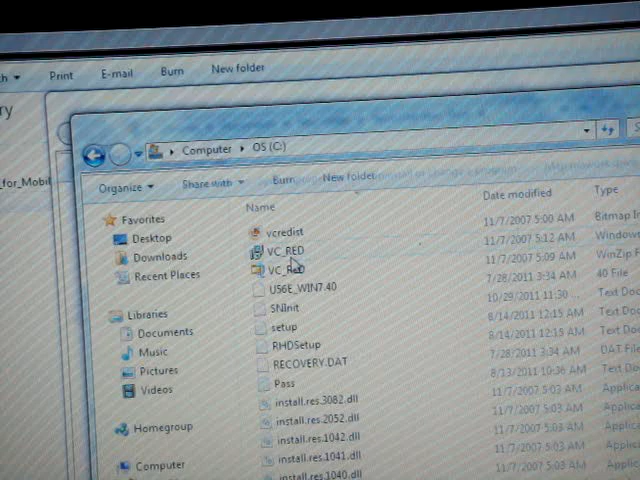 Print E-mail Burn New folder
_for_Mobil
Computer OS (C:)
Organize Share with Burn New folder
Name Date modified Type
Favorites
Desktop
Downloads
Recent Places
Libraries
Documents
Music
Pictures
Videos
Homegroup
Computer
vcredist 11/7/2007 5:00 AM Bitmap In
VC_RED 11/7/2007 5:12 AM Window
VC_RED 11/7/2007 5:09 AM WinZip F
US6E_WIN7.40 7/28/2011 3:34 AM 40 File
SNInit 10/29/2011 11:30 ... Text Doc
setup 8/14/2011 12:15 AM Text Doc
RHDSetup 8/14/2011 12:15 AM Text Doc
RECOVERY.DAT 7/28/2011 3:34 AM DAT File
Pass 8/13/2011 10:36 AM Text Do
install.res.3082.dll 11/7/2007 5:03 AM Applica
install.res.2052.dll 11/7/2007 5:03 AM Applic
install.res.1042.dll 11/7/2007 5:03 AM Applic
install.res.1041.dll 11/7/2007 5:03 AM Applic
install.res.1040.dll 11/7/2007 5:03 AM